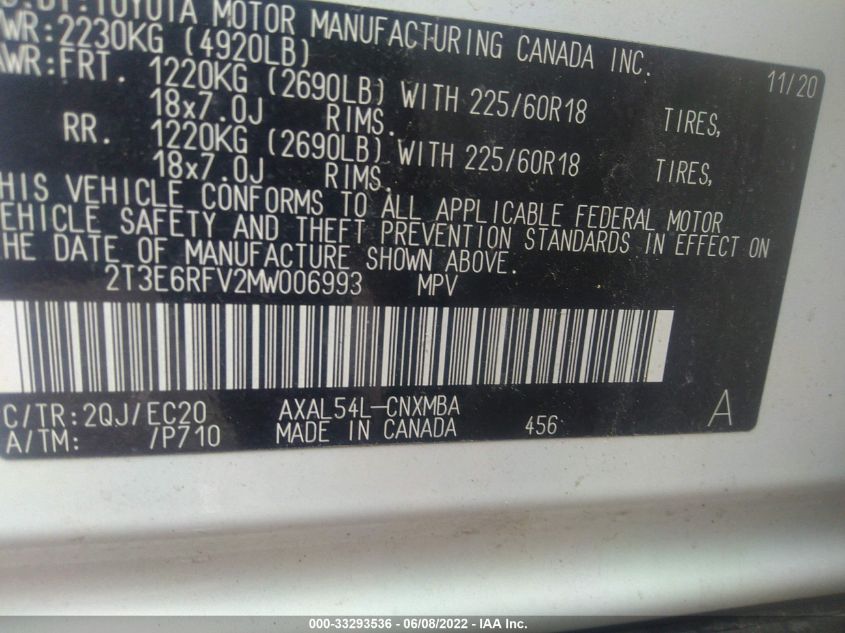 TOYOTA MOTOR MANUFACTURING CANADA INC.
WR:2230KG (4920LB) 11/20
AWR:FRT. 1220KG (2690LB) WITH 225/60R18 TIRES,
18x7.0J RIMS.
RR. 1220KG (2690LB) WITH 225/60R18 TIRES,
18x7.0J RIMS.
HIS VEHICLE CONFORMS TO ALL APPLICABLE FEDERAL MOTOR
EHICLE SAFETY AND THEFT PREVENTION STANDARDS IN EFFECT ON
HE DATE OF MANUFACTURE SHOWN ABOVE.
2T3E6RFV2MW006993 MPV
C/TR:2QJ/EC20 AXAL54L-CNXMBA A
A/TM: /P710 MADE IN CANADA 456
000-33293536 - 06/08/2022 - IAA Inc.